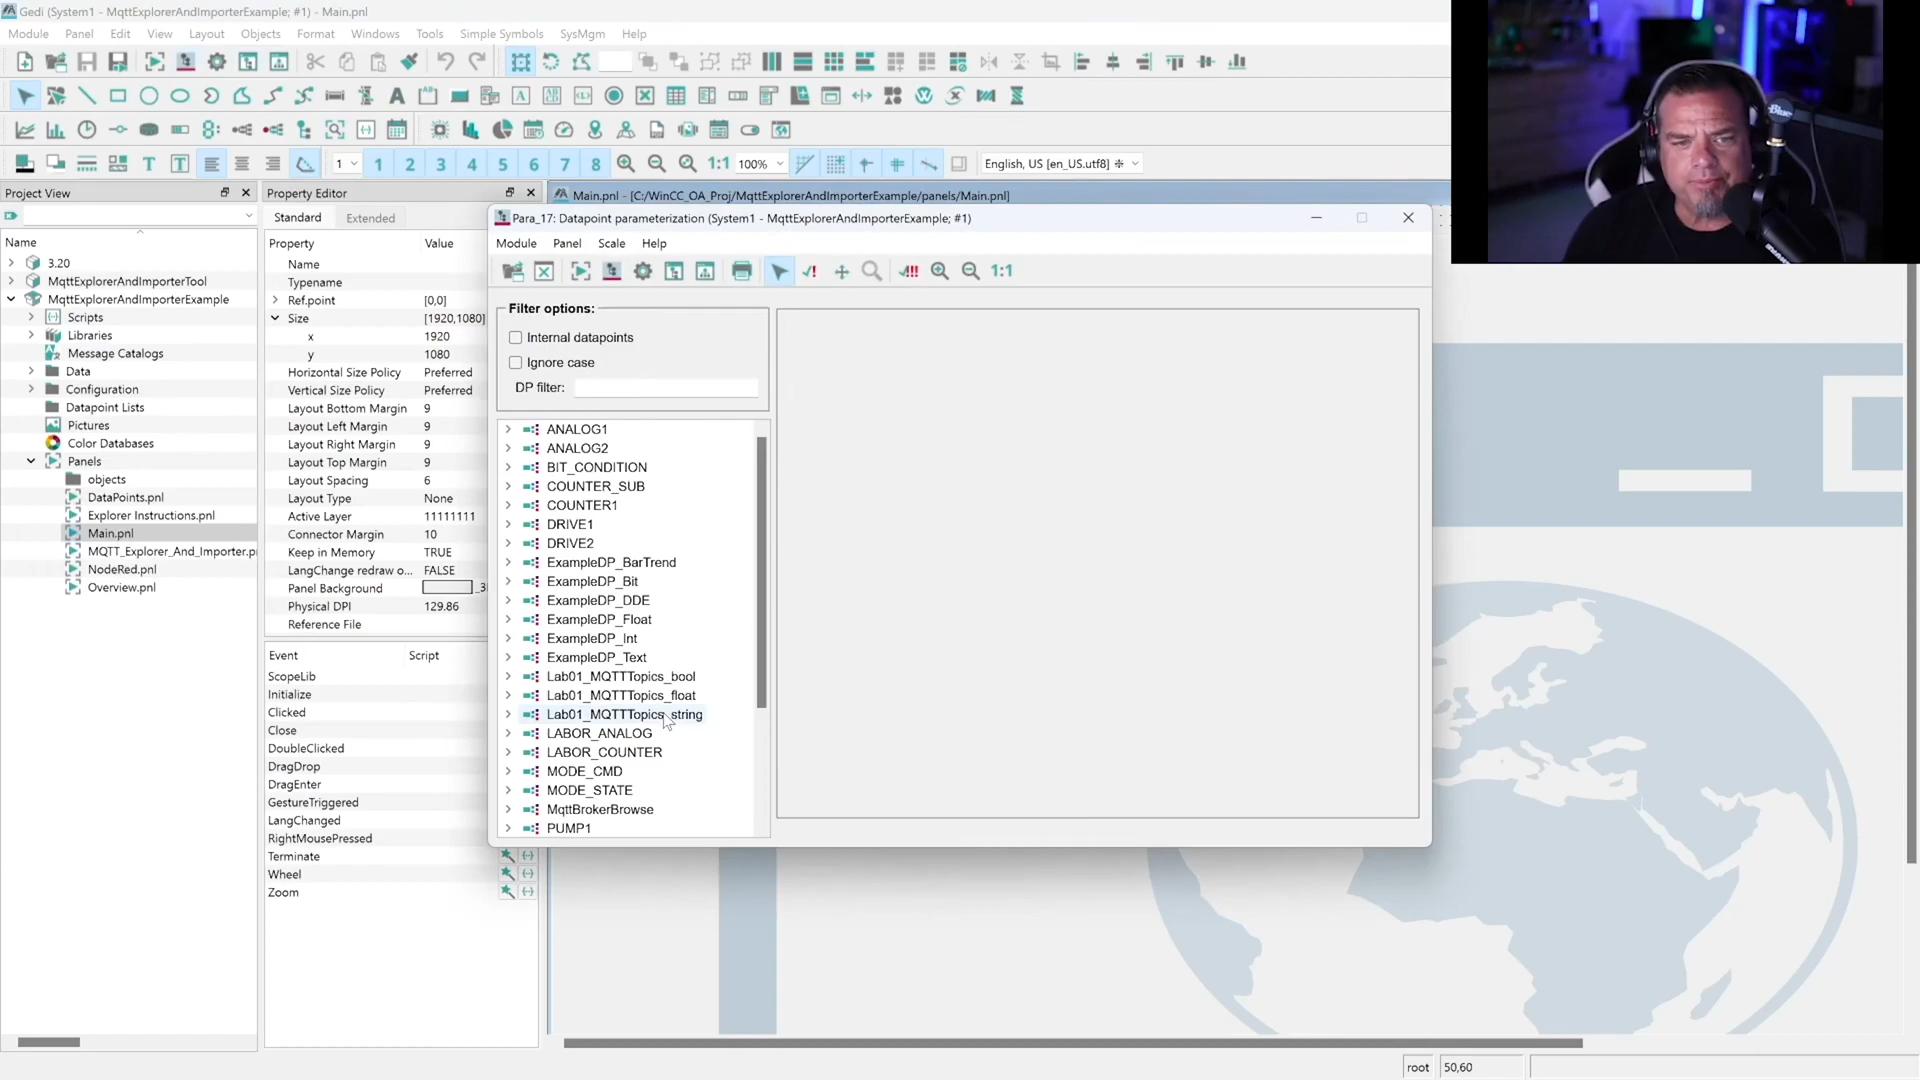 Gedi (System1 - MqttExplorerAndImporterExample; #1) - Main.pnl
Module Panel Edit View Layout Objects Format Windows Tools Simple Symbols SysMgm Help
1 1 2 3 4 5 6 7 8 1:1 100% English, US [en_US.utf8]
Project View
Name
3.20
MqttExplorerAndImporterTool
MqttExplorerAndImporterExample
Scripts
Libraries
Message Catalogs
Data
Configuration
Datapoint Lists
Pictures
Color Databases
Panels
objects
DataPoints.pnl
Explorer Instructions.pnl
Main.pnl
MQTT_Explorer_And_Importer.p
NodeRed.pnl
Overview.pnl
Property Editor
Standard Extended
Property Value
Name
Typename
Ref.point [0,0]
Size [1920,1080]
x 1920
y 1080
Horizontal Size Policy Preferred
Vertical Size Policy Preferred
Layout Bottom Margin 9
Layout Left Margin 9
Layout Right Margin 9
Layout Top Margin 9
Layout Spacing 6
Layout Type None
Active Layer 11111111
Connector Margin 10
Keep in Memory TRUE
LangChange redraw o... FALSE
Panel Background
Physical DPI 129.86
Reference File
Event Script
ScopeLib
Initialize
Clicked
Close
DoubleClicked
DragDrop
DragEnter
GestureTriggered
LangChanged
RightMousePressed
Terminate
Wheel
Zoom
Main.pnl - [C:/WinCC_OA_Proj/MqttExplorerAndImporterExample/panels/Main.pnl]
Para_17: Datapoint parameterization (System1 - MqttExplorerAndImporterExample; #1)
Module Panel Scale Help
1:1
Filter options:
Internal datapoints
Ignore case
DP filter:
ANALOG1
ANALOG2
BIT_CONDITION
COUNTER_SUB
COUNTER1
DRIVE1
DRIVE2
ExampleDP_BarTrend
ExampleDP_Bit
ExampleDP_DDE
ExampleDP_Float
ExampleDP_Int
ExampleDP_Text
Lab01_MQTTTopics_bool
Lab01_MQTTTopics_float
Lab01_MQTTTopics_string
LABOR_ANALOG
LABOR_COUNTER
MODE_CMD
MODE_STATE
MqttBrokerBrowse
PUMP1
Blue
root 50,60